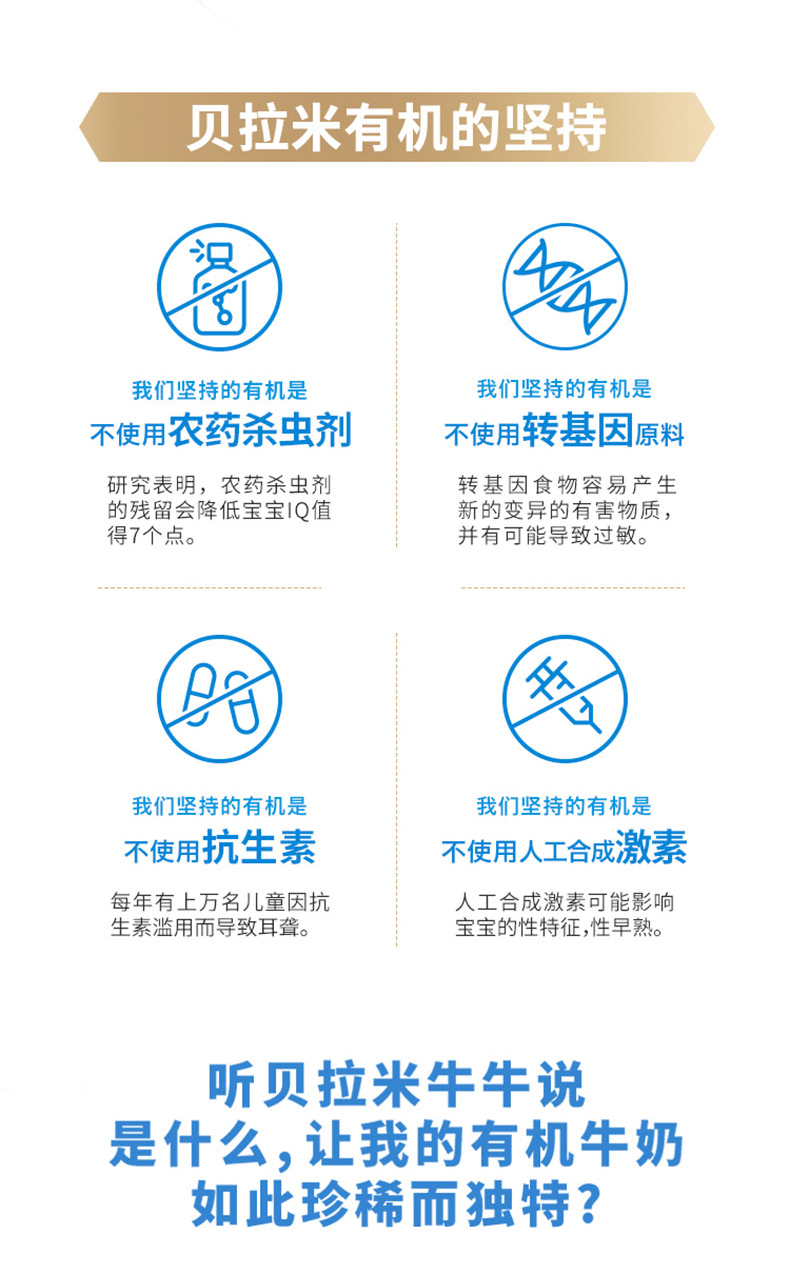 贝拉米有机的坚持
我们坚持的有机是
不使用农药杀虫剂
研究表明，农药杀虫剂
的残留会降低宝宝IQ值
得7个点。
我们坚持的有机是
不使用转基因原料
转基因食物容易产生
新的变异的有害物质，
并有可能导致过敏。
我们坚持的有机是
不使用抗生素
每年有上万名儿童因抗
生素滥用而导致耳聋。
我们坚持的有机是
不使用人工合成激素
人工合成激素可能影响
宝宝的性特征,性早熟。
听贝拉米牛牛说
是什么,让我的有机牛奶
如此珍稀而独特?